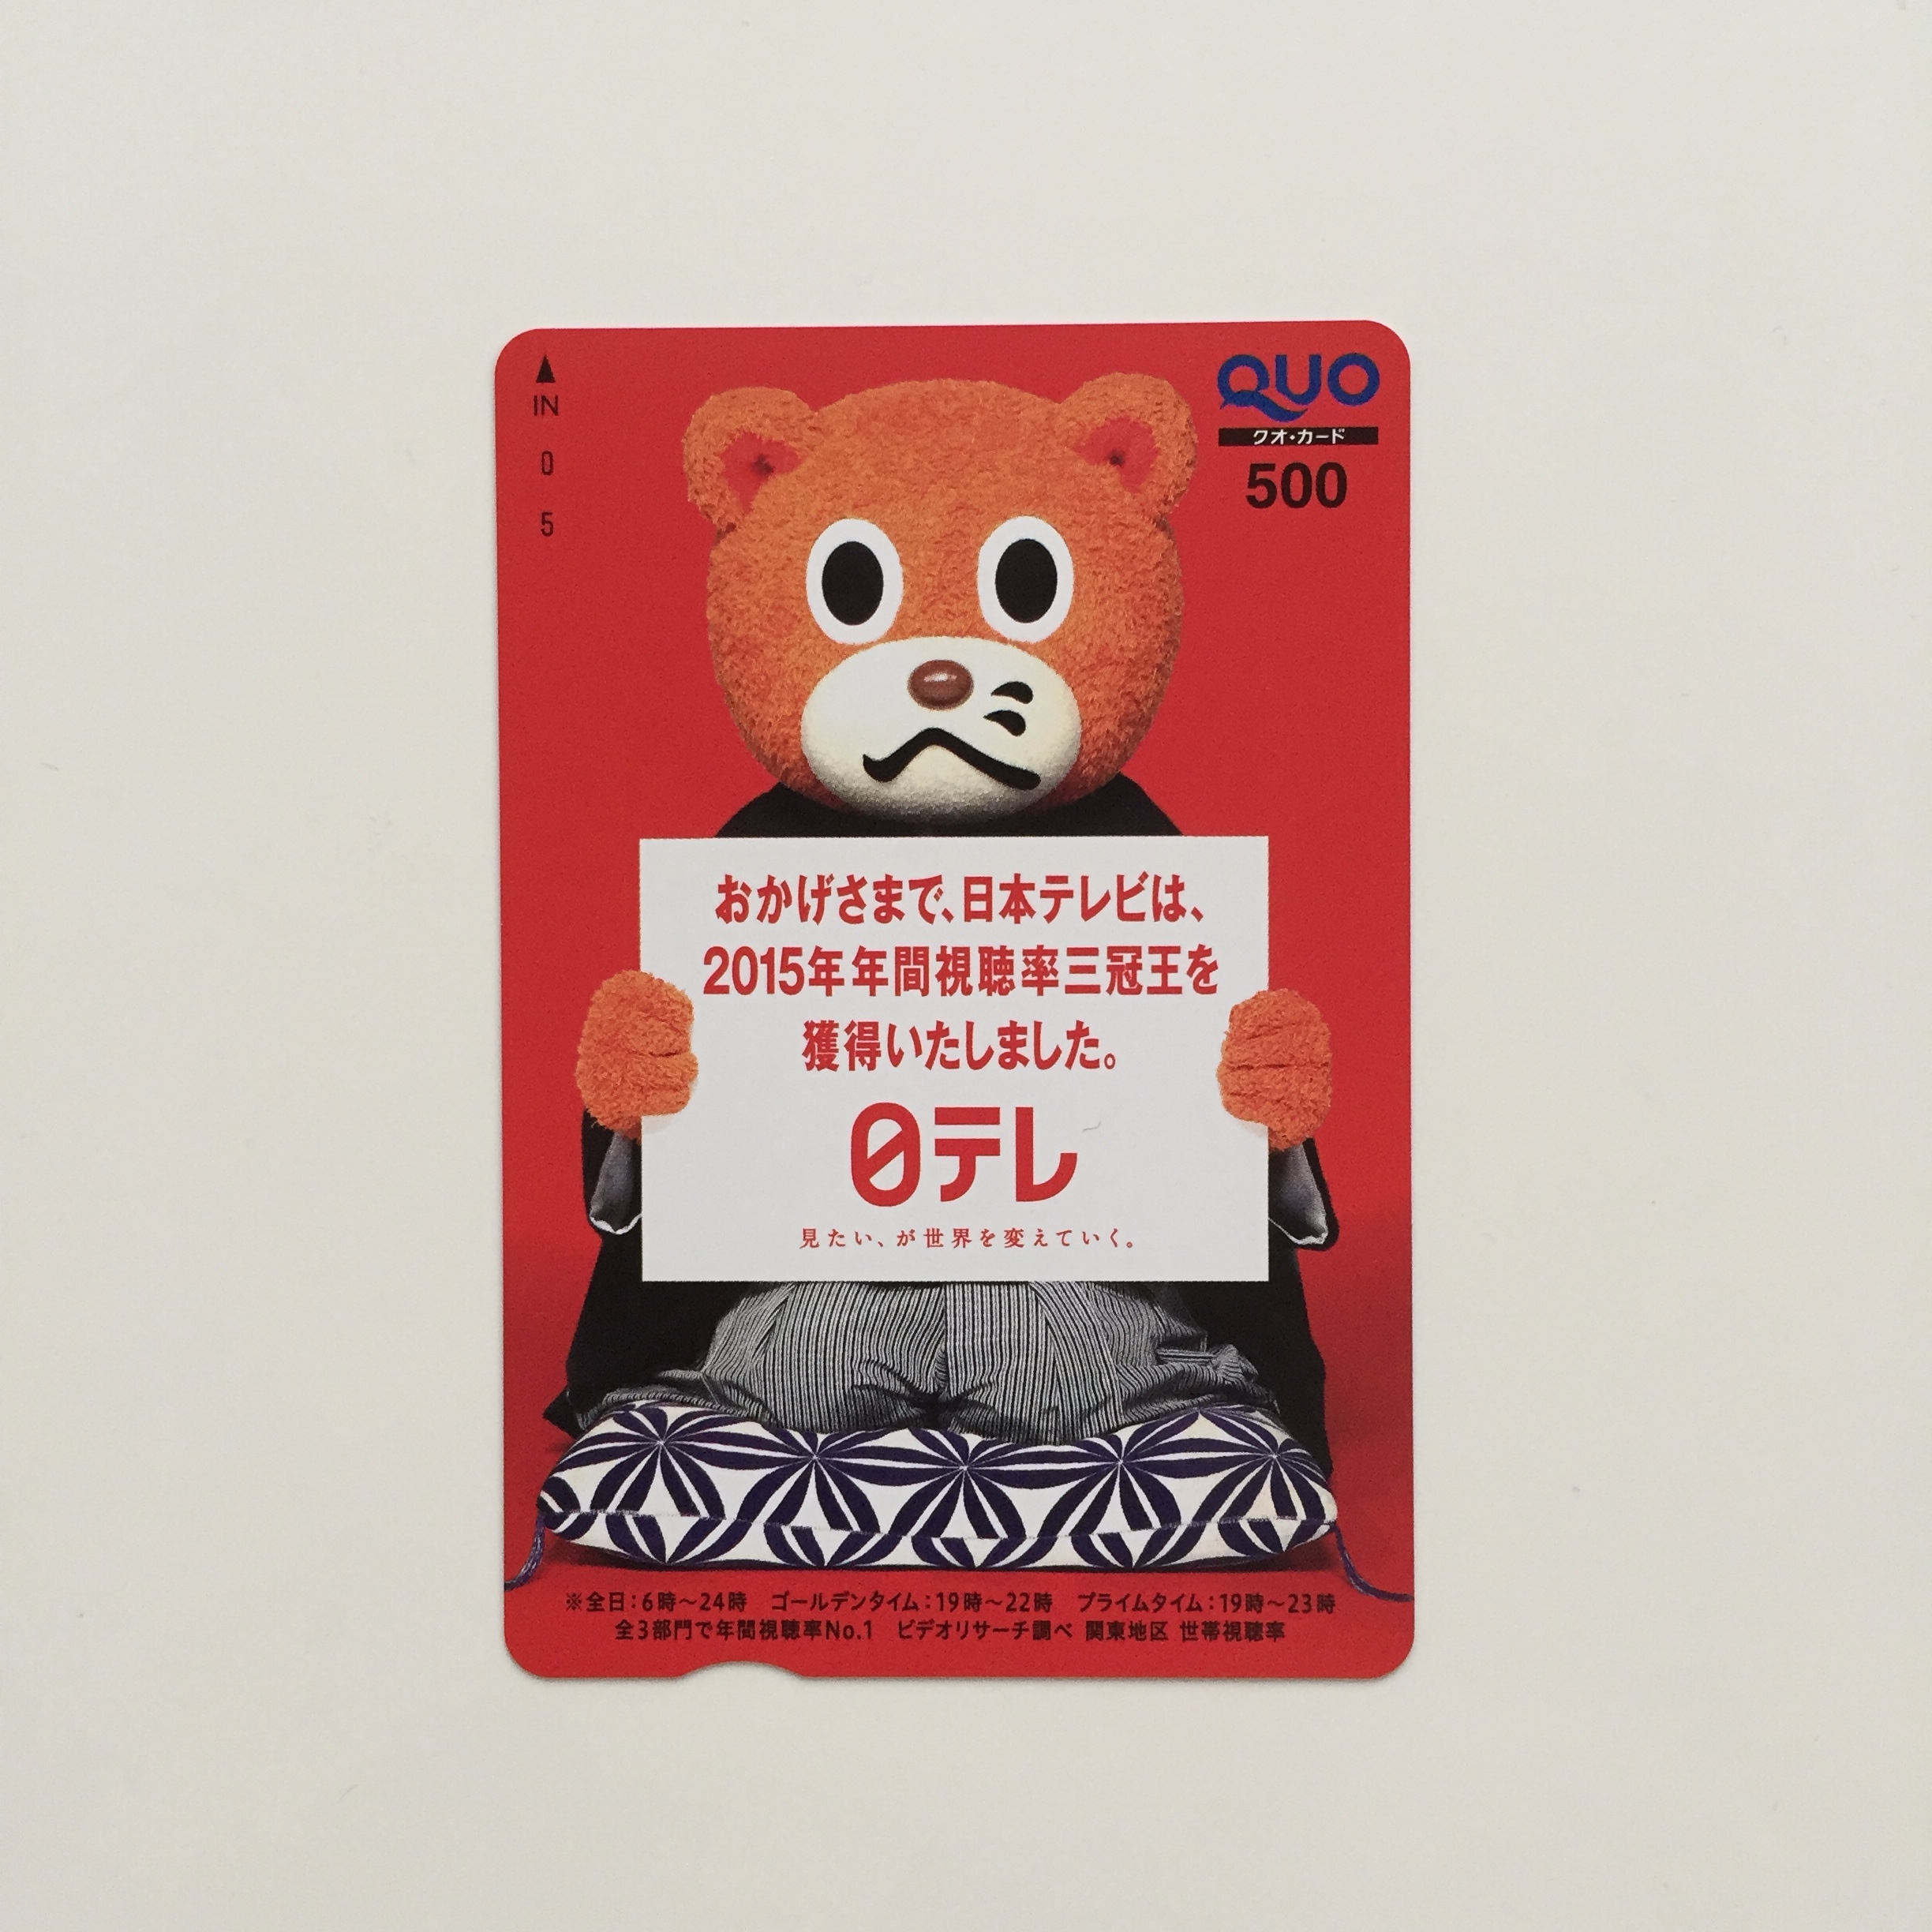 ▲
IN
0
5
QUO
クオ・カード
500
おかげさまで、日本テレビは、
2015年年間視聴率三冠王を
獲得いたしました。
日テレ
見たい、が世界を変えていく。
※全日：6時～24時　ゴールデンタイム：19時～22時　プライムタイム：19時～23時
全3部門で年間視聴率No.1　ビデオリサーチ調べ 関東地区 世帯視聴率